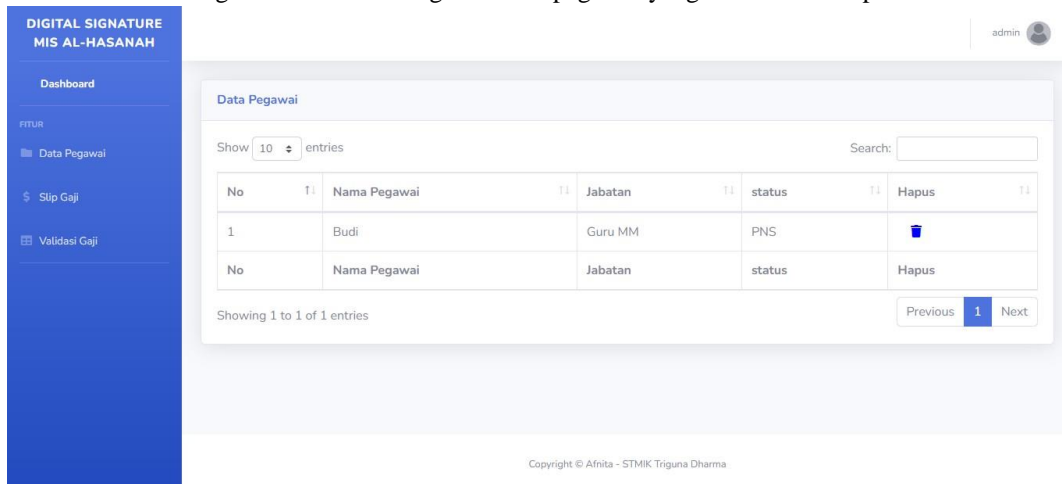 DIGITAL SIGNATURE
MIS AL-HASANAH
admin
Dashboard
FITUR
Data Pegawai
Slip Gaji
Validasi Gaji
Data Pegawai
Show 10 entries
Search:
No Nama Pegawai Jabatan status Hapus
1 Budi Guru MM PNS
No Nama Pegawai Jabatan status Hapus
Showing 1 to 1 of 1 entries
Previous 1 Next
Copyright © Afnita - STMIK Triguna Dharma